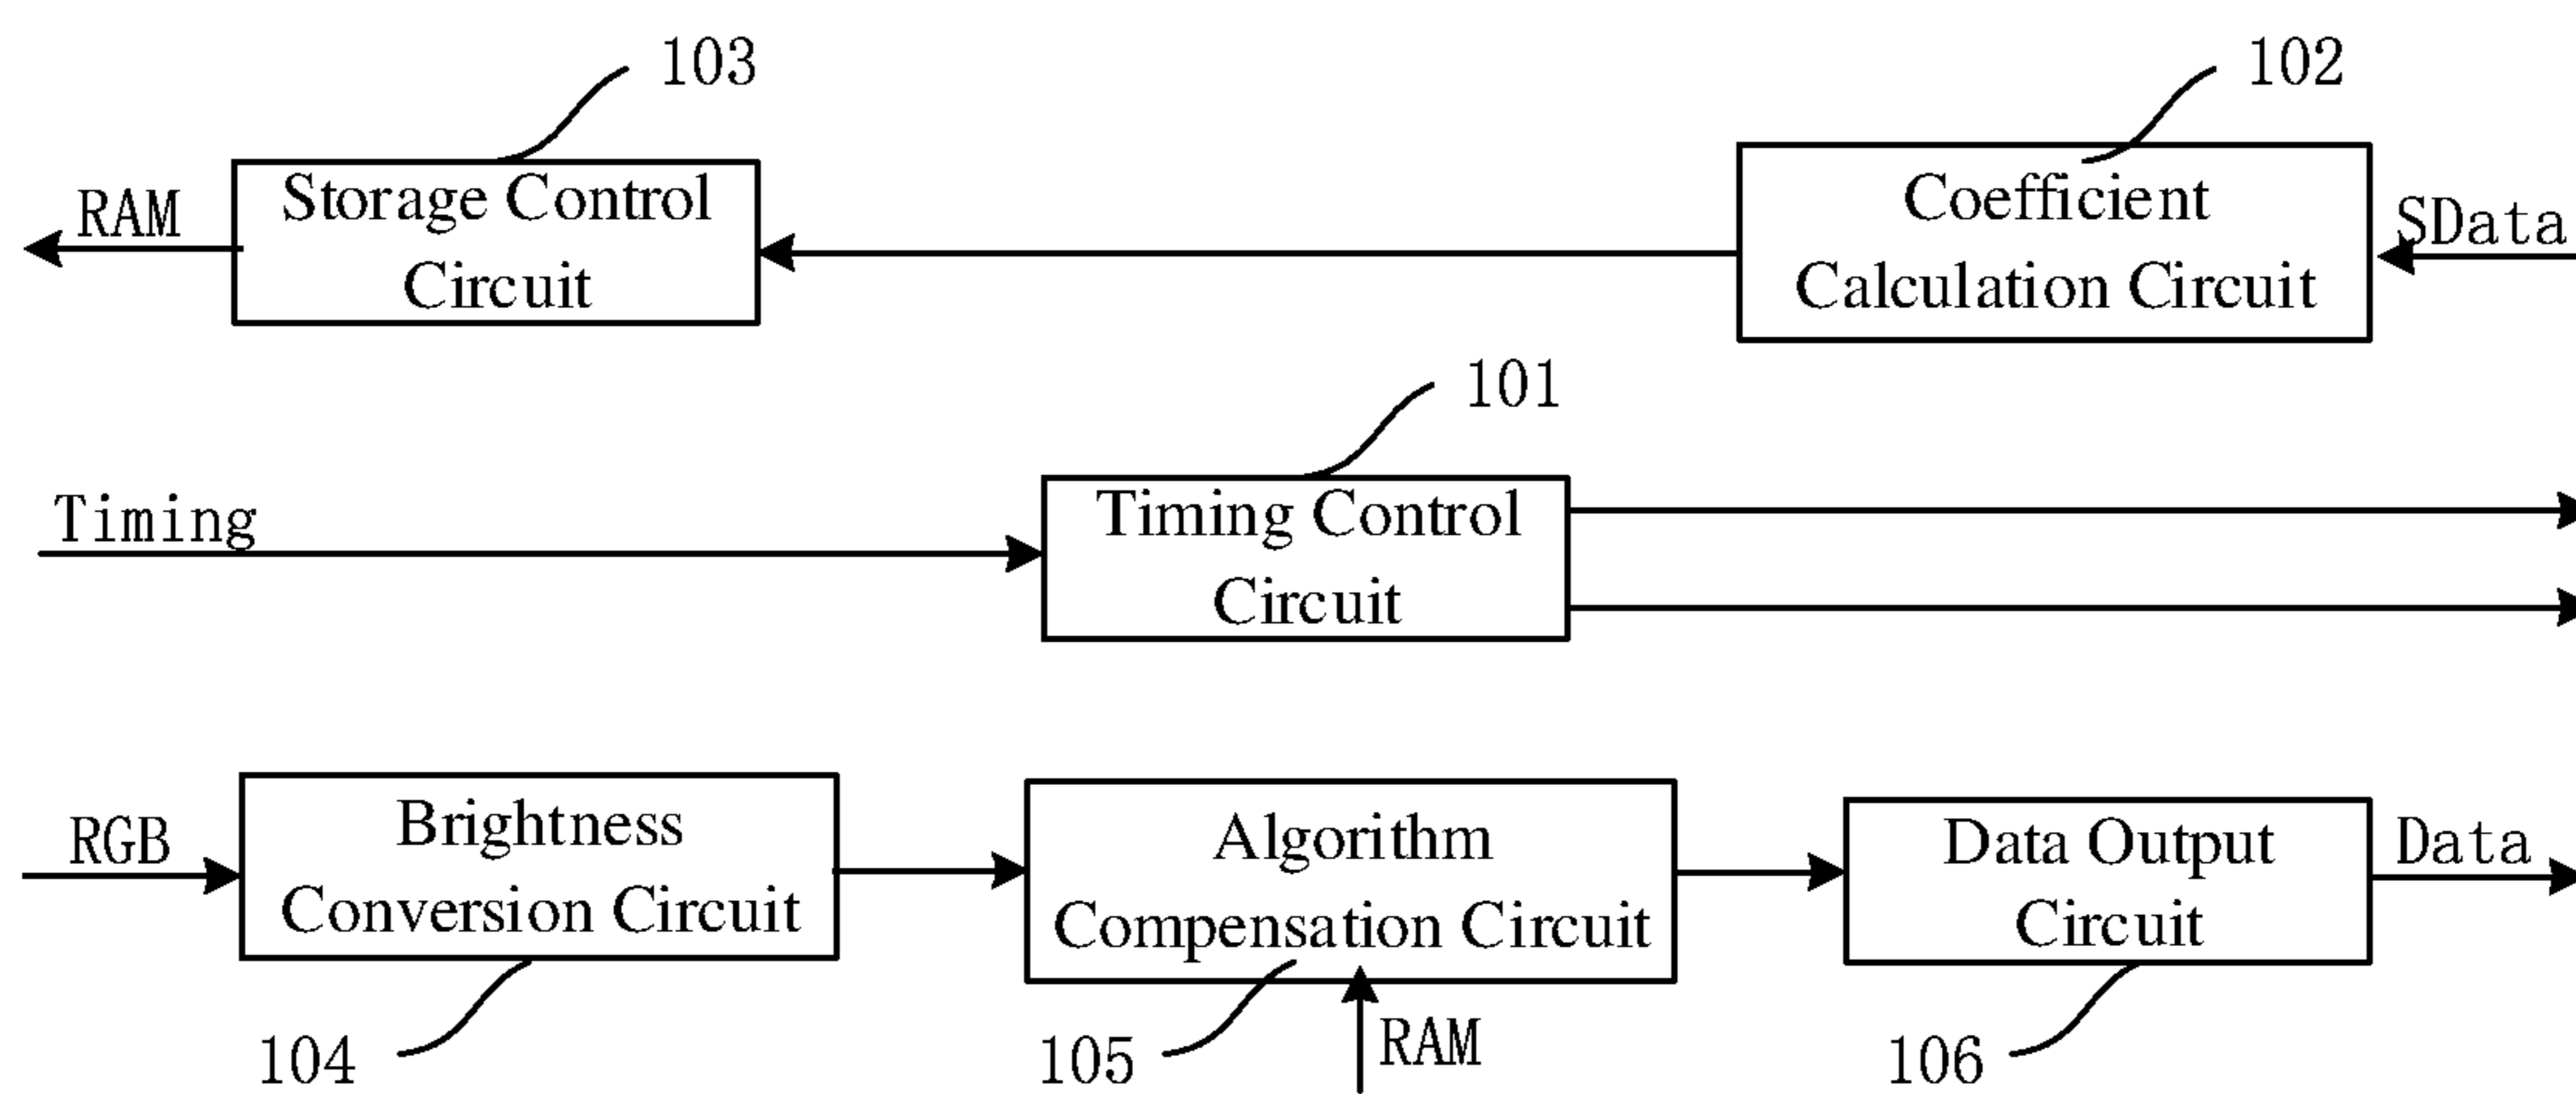 103
102
RAM
Storage Control
Circuit
Coefficient
Calculation Circuit
SData
101
Timing
Timing Control
Circuit
RGB
Brightness
Conversion Circuit
Algorithm
Compensation Circuit
Data Output
Circuit
Data
104
105
RAM
106